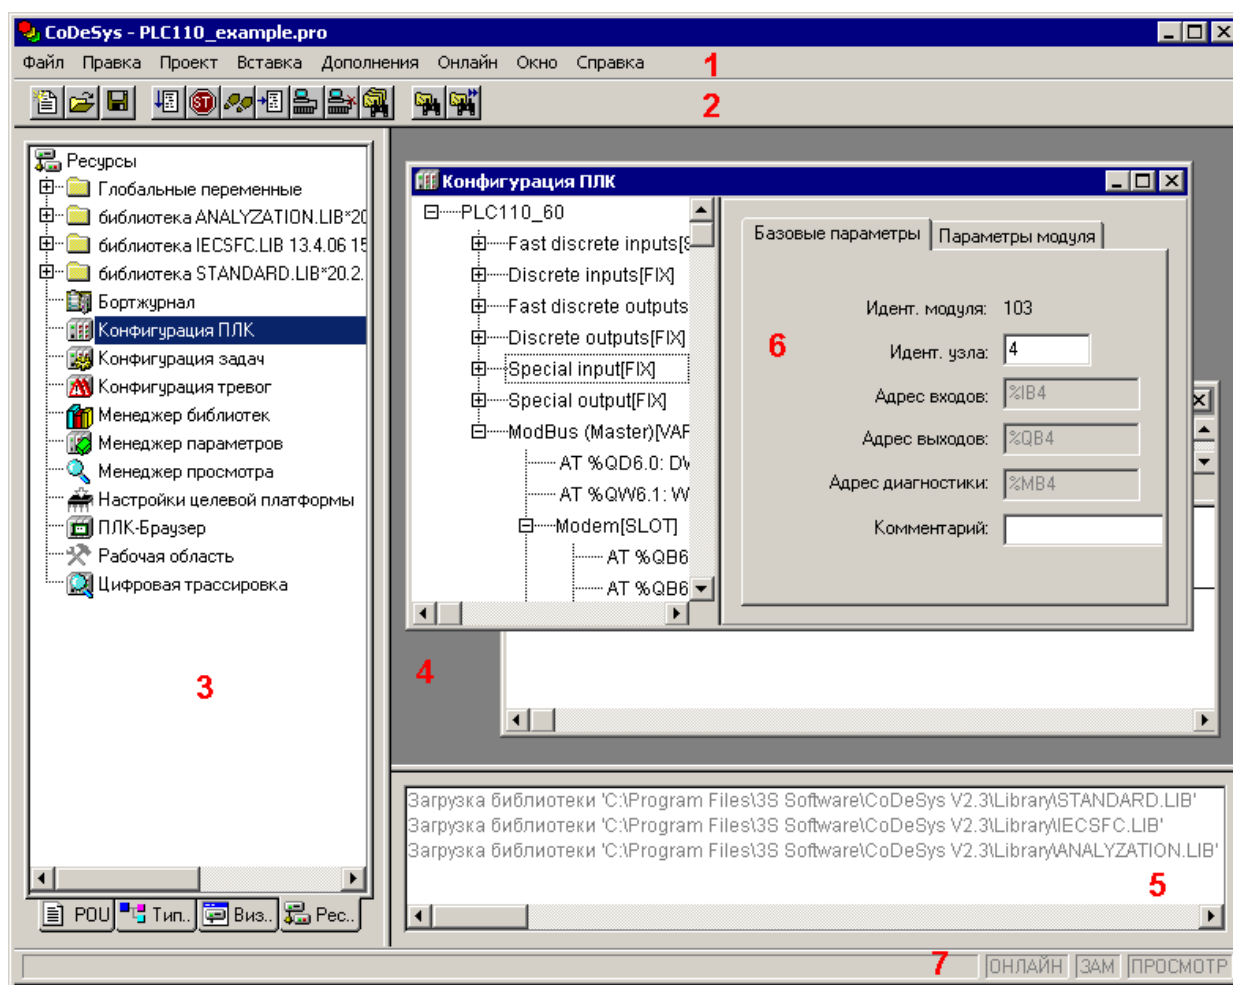 CoDeSys - PLC110_example.pro
Файл Правка Проект Вставка Дополнения Онлайн Окно Справка 1
2
Ресурсы
Глобальные переменные
библиотека ANALYZATION.LIB*20
библиотека IECSFC.LIB 13.4.06 15
библиотека STANDARD.LIB*20.2.
Бортжурнал
Конфигурация ПЛК
Конфигурация задач
Конфигурация тревог
Менеджер библиотек
Менеджер параметров
Менеджер просмотра
Настройки целевой платформы
ПЛК-Браузер
Рабочая область
Цифровая трассировка
3
POU Тип.. Виз.. Рес..
Конфигурация ПЛК
PLC110_60
Fast discrete inputs[S
Discrete inputs[FIX]
Fast discrete outputs
Discrete outputs[FIX]
Special input[FIX]
Special output[FIX]
ModBus (Master)[VAR
AT %QD6.0: DW
AT %QW6.1: W
Modem[SLOT]
AT %QB6
AT %QB6
Базовые параметры Параметры модуля
Идент. модуля: 103
6 Идент. узла: 4
Адрес входов: %IB4
Адрес выходов: %QB4
Адрес диагностики: %MB4
Комментарий:
4
Загрузка библиотеки 'C:\Program Files\3S Software\CoDeSys V2.3\Library\STANDARD.LIB'
Загрузка библиотеки 'C:\Program Files\3S Software\CoDeSys V2.3\Library\IECSFC.LIB'
Загрузка библиотеки 'C:\Program Files\3S Software\CoDeSys V2.3\Library\ANALYZATION.LIB'
5
7 ОНЛАЙН ЗАМ ПРОСМОТР